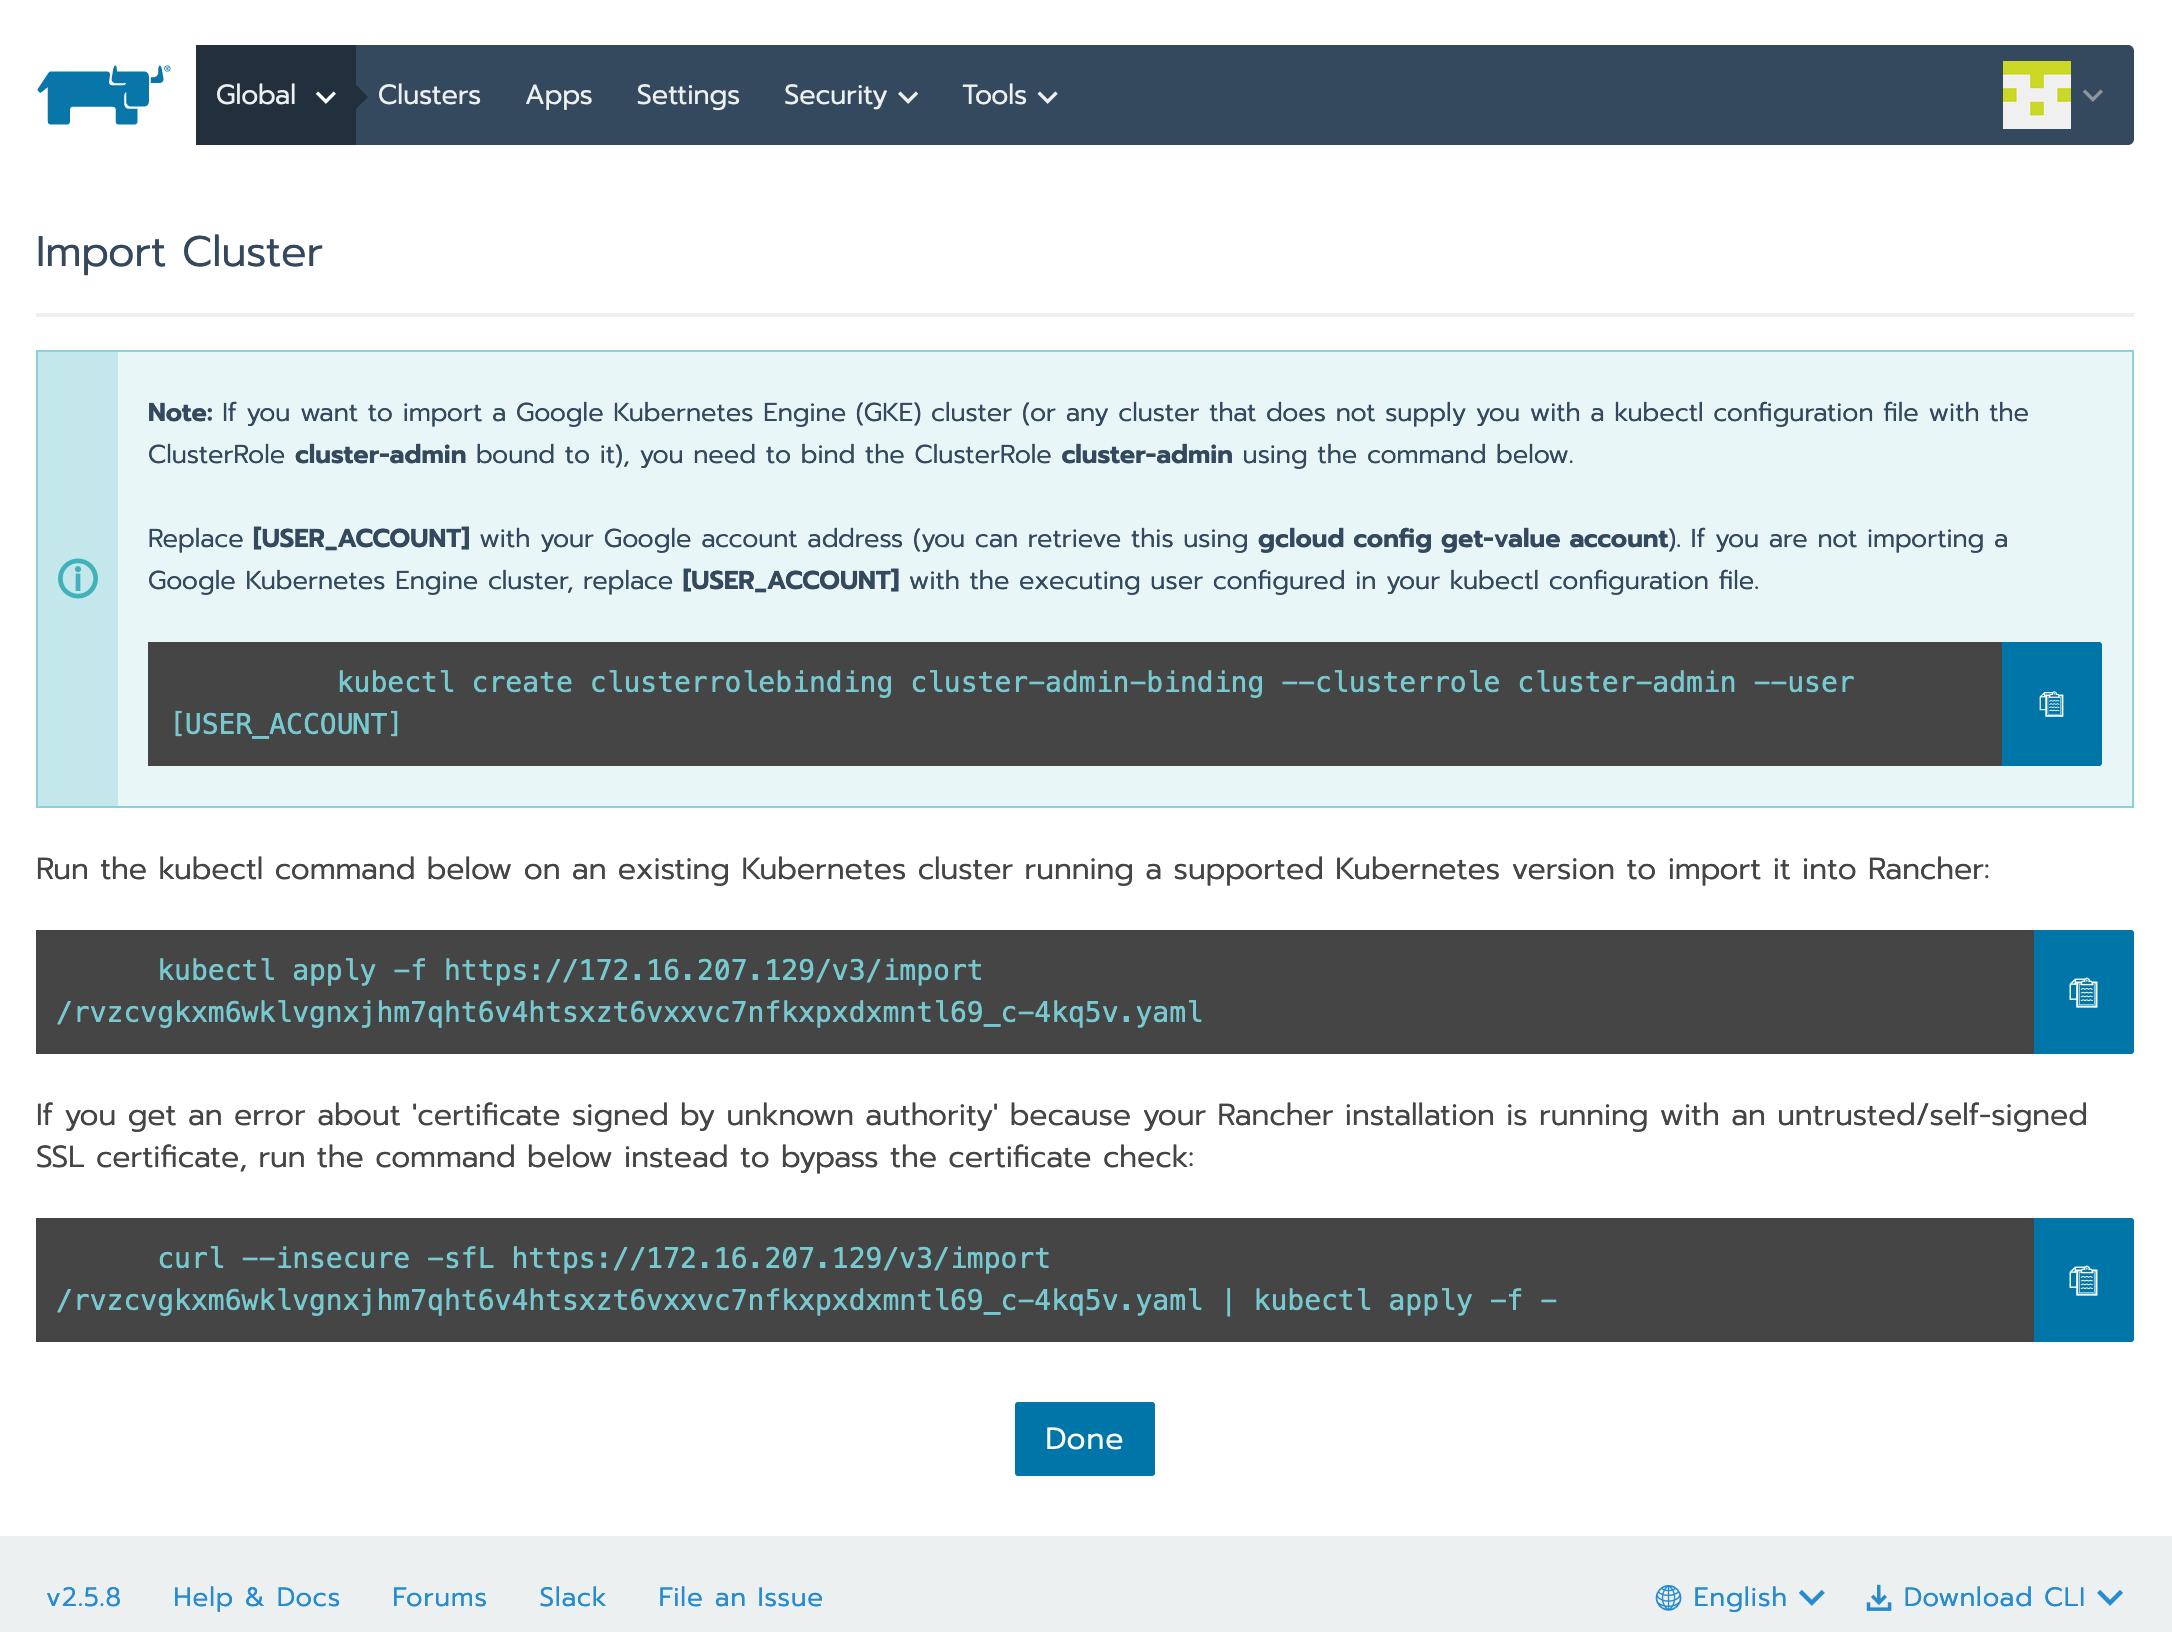 Global Clusters Apps Settings Security Tools
Import Cluster
Note: If you want to import a Google Kubernetes Engine (GKE) cluster (or any cluster that does not supply you with a kubectl configuration file with the
ClusterRole cluster-admin bound to it), you need to bind the ClusterRole cluster-admin using the command below.
Replace [USER_ACCOUNT] with your Google account address (you can retrieve this using gcloud config get-value account). If you are not importing a
Google Kubernetes Engine cluster, replace [USER_ACCOUNT] with the executing user configured in your kubectl configuration file.
kubectl create clusterrolebinding cluster-admin-binding --clusterrole cluster-admin --user
[USER_ACCOUNT]
Run the kubectl command below on an existing Kubernetes cluster running a supported Kubernetes version to import it into Rancher:
kubectl apply -f https://172.16.207.129/v3/import
/rvzcvgkxm6wklvgnxjhm7qht6v4htsxzt6vxxvc7nfkxpxdxmntl69_c-4kq5v.yaml
If you get an error about 'certificate signed by unknown authority' because your Rancher installation is running with an untrusted/self-signed
SSL certificate, run the command below instead to bypass the certificate check:
curl --insecure -sfL https://172.16.207.129/v3/import
/rvzcvgkxm6wklvgnxjhm7qht6v4htsxzt6vxxvc7nfkxpxdxmntl69_c-4kq5v.yaml | kubectl apply -f -
Done
v2.5.8 Help & Docs Forums Slack File an Issue English Download CLI